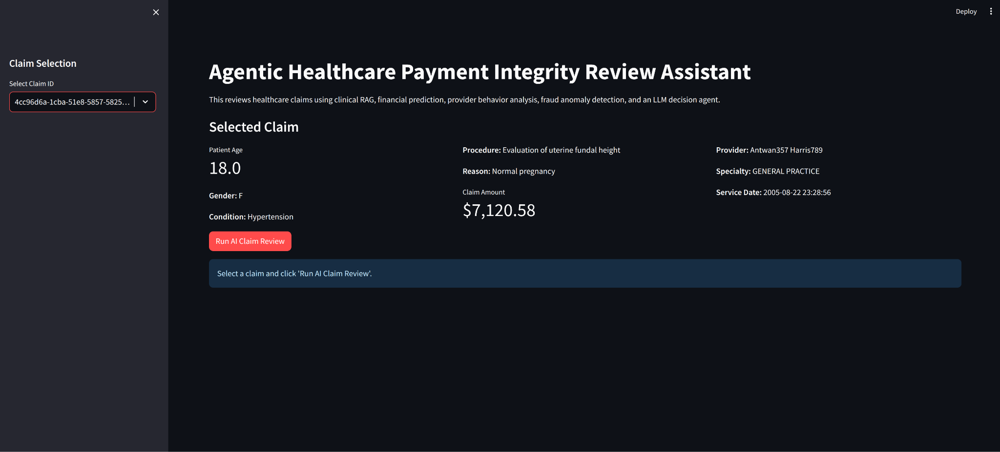 Deploy
Claim Selection
Select Claim ID
4cc96d6a-1cba-51e8-5857-5825...
Agentic Healthcare Payment Integrity Review Assistant
This reviews healthcare claims using clinical RAG, financial prediction, provider behavior analysis, fraud anomaly detection, and an LLM decision agent.
Selected Claim
Patient Age
18.0
Gender: F
Condition: Hypertension
Procedure: Evaluation of uterine fundal height
Reason: Normal pregnancy
Claim Amount
$7,120.58
Provider: Antwan357 Harris789
Specialty: GENERAL PRACTICE
Service Date: 2005-08-22 23:28:56
Run AI Claim Review
Select a claim and click 'Run AI Claim Review'.